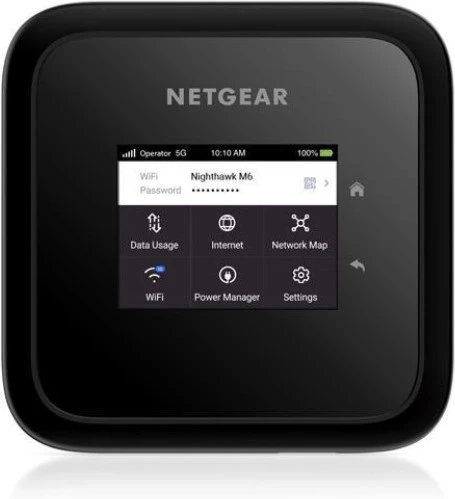 NETGEAR
Operator 5G 10:10 AM 100%
WiFi Nighthawk M6
Password ••••••••••
Data Usage Internet Network Map
WiFi Power Manager Settings